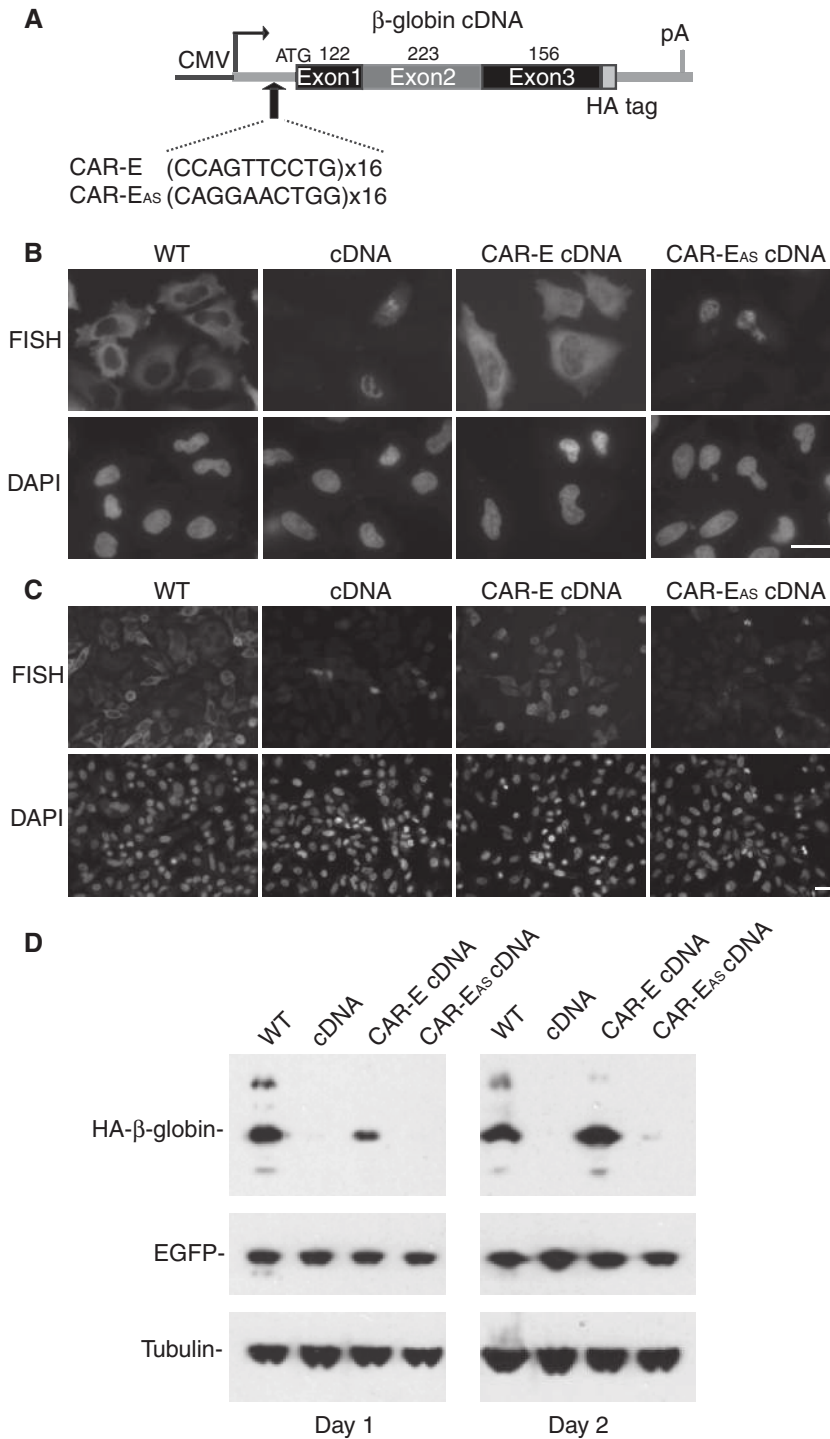 A
β-globin cDNA
pA
CMV
ATG 122 223 156
Exon1 Exon2 Exon3
HA tag
CAR-E (CCAGTTCCTG)x16
CAR-EAS (CAGGAACTGG)x16
B
WT cDNA CAR-E cDNA CAR-EAS cDNA
FISH
DAPI
C
WT cDNA CAR-E cDNA CAR-EAS cDNA
FISH
DAPI
D
WT cDNA CAR-E cDNA CAR-EAS cDNA WT cDNA CAR-E cDNA CAR-EAS cDNA
HA-β-globin-
EGFP-
Tubulin-
Day 1 Day 2